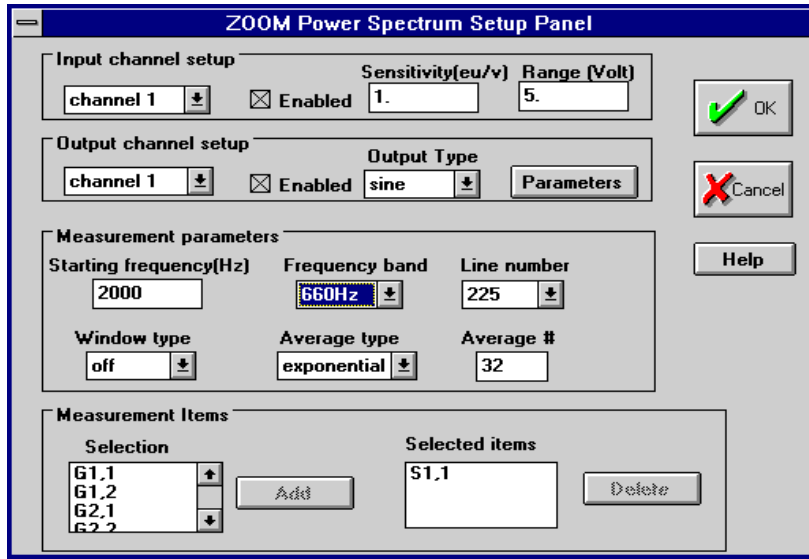 ZOOM Power Spectrum Setup Panel
Input channel setup
Sensitivity(eu/v) Range (Volt)
channel 1 Enabled 1. 5.
OK
Output channel setup
Output Type
channel 1 Enabled sine Parameters
Cancel
Measurement parameters
Help
Starting frequency(Hz) Frequency band Line number
2000 660Hz 225
Window type Average type Average #
off exponential 32
Measurement Items
Selection Selected items
G1,1 S1,1
G1,2
Add Delete
G2,1
G2,2